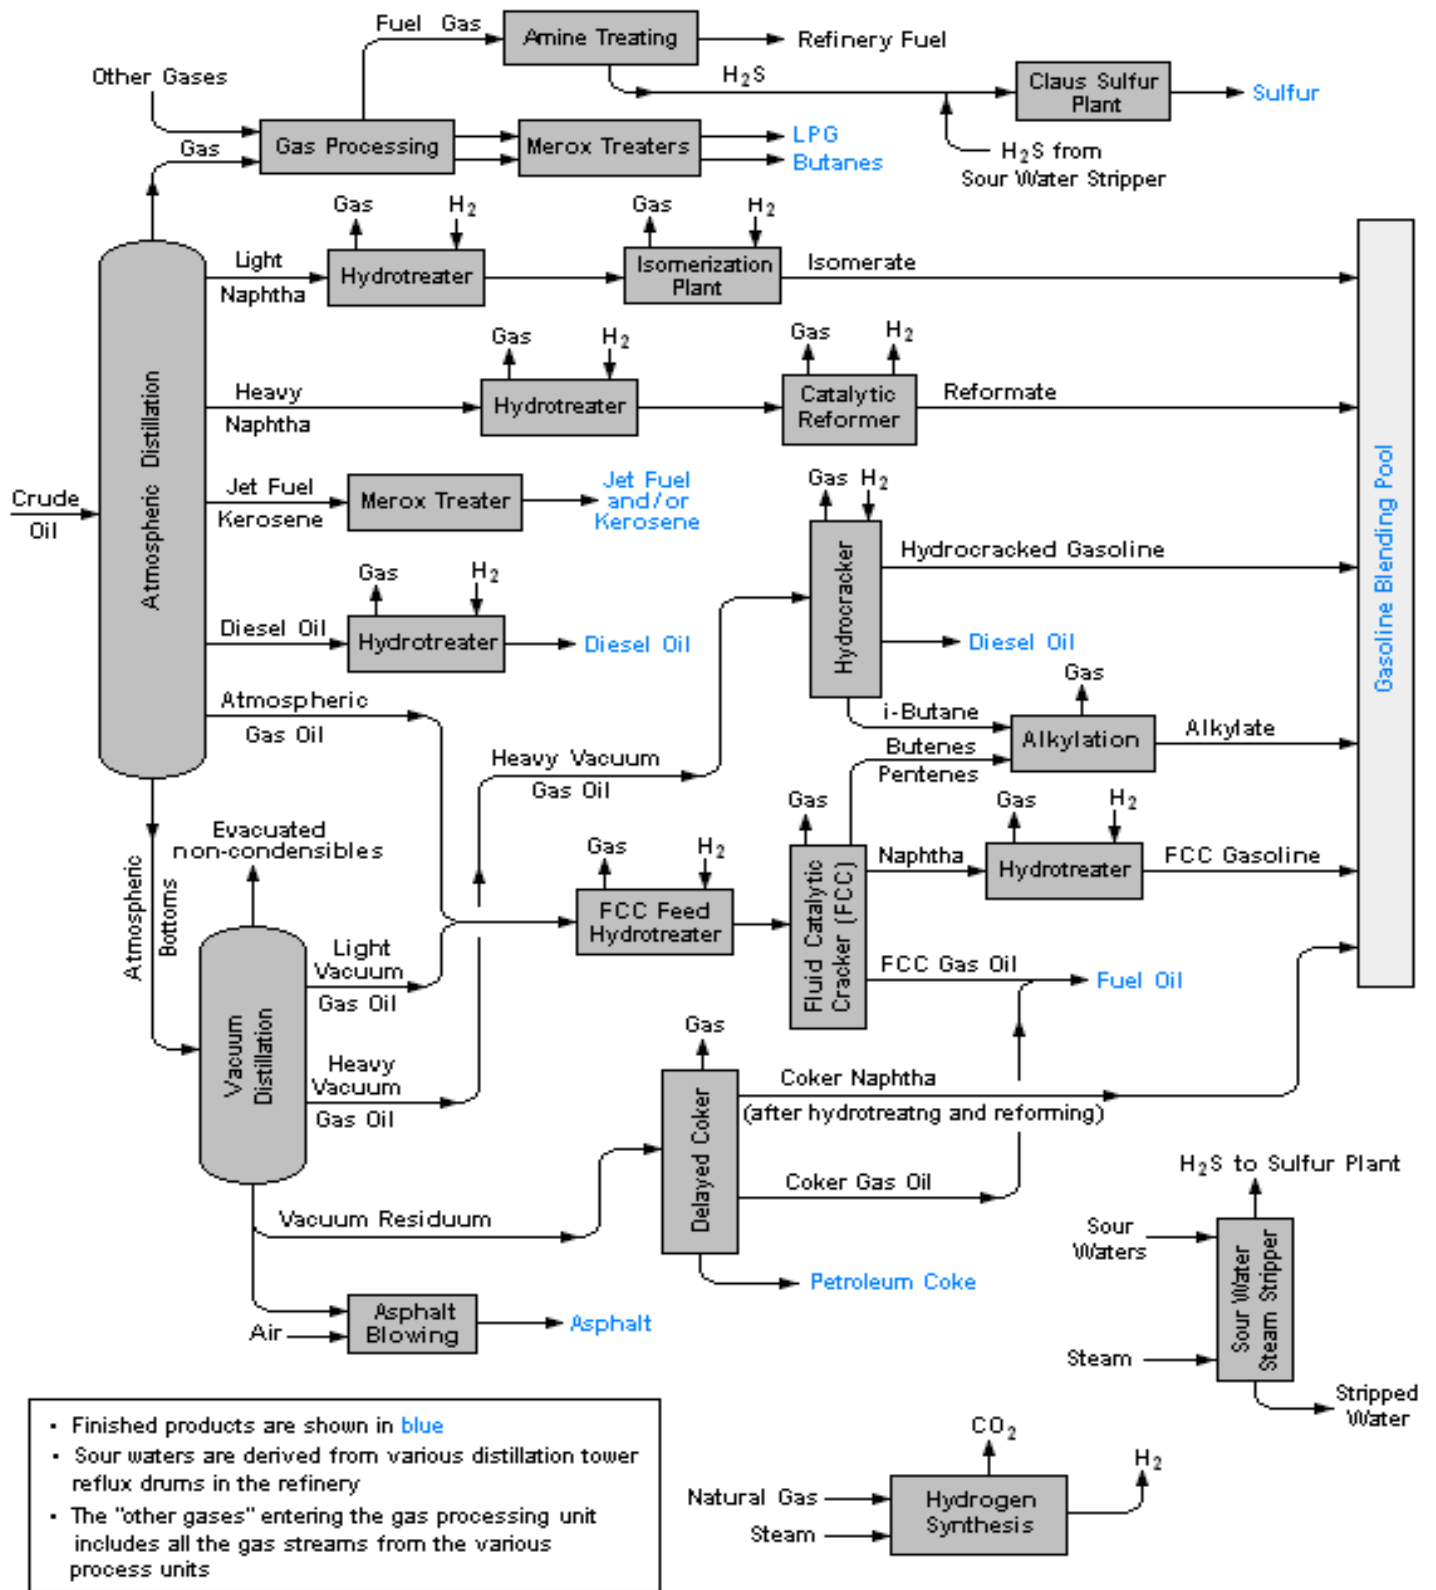 Fuel Gas
Amine Treating
Refinery Fuel
H₂S
Other Gases
Claus Sulfur
Plant
Sulfur
Gas
Gas Processing
Merox Treaters
LPG
Butanes
H₂S from
Sour Water Stripper
Gas
H₂
Gas
H₂
Light
Naphtha
Hydrotreater
Isomerization
Plant
Isomerate
Gas
H₂
Gas
H₂
Heavy
Naphtha
Hydrotreater
Catalytic
Reformer
Reformate
Atmospheric Distillation
Gasoline Blending Pool
Crude
Oil
Jet Fuel
Kerosene
Merox Treater
Jet Fuel
and/or
Kerosene
Gas
H₂
Hydrocracker
Hydrocracked Gasoline
Gas
H₂
Diesel Oil
Hydrotreater
Diesel Oil
Diesel Oil
Gas
Atmospheric
Gas Oil
i-Butane
Butenes
Pentenes
Alkylation
Alkylate
Heavy Vacuum
Gas Oil
Gas
Gas
H₂
Evacuated
non-condensibles
Gas
H₂
Naphtha
Hydrotreater
FCC Gasoline
Atmospheric
Bottoms
FCC Feed
Hydrotreater
Fluid Catalytic
Cracker (FCC)
Light
Vacuum
Gas Oil
FCC Gas Oil
Fuel Oil
Vacuum
Distillation
Gas
Heavy
Vacuum
Gas Oil
Delayed Coker
Coker Naphtha
(after hydrotreatng and reforming)
Coker Gas Oil
H₂S to Sulfur Plant
Vacuum Residuum
Sour
Waters
Sour Water
Steam Stripper
Petroleum Coke
Air
Asphalt
Blowing
Asphalt
Steam
Stripped
Water
• Finished products are shown in blue
• Sour waters are derived from various distillation tower
reflux drums in the refinery
• The "other gases" entering the gas processing unit
includes all the gas streams from the various
process units
CO₂
H₂
Natural Gas
Steam
Hydrogen
Synthesis